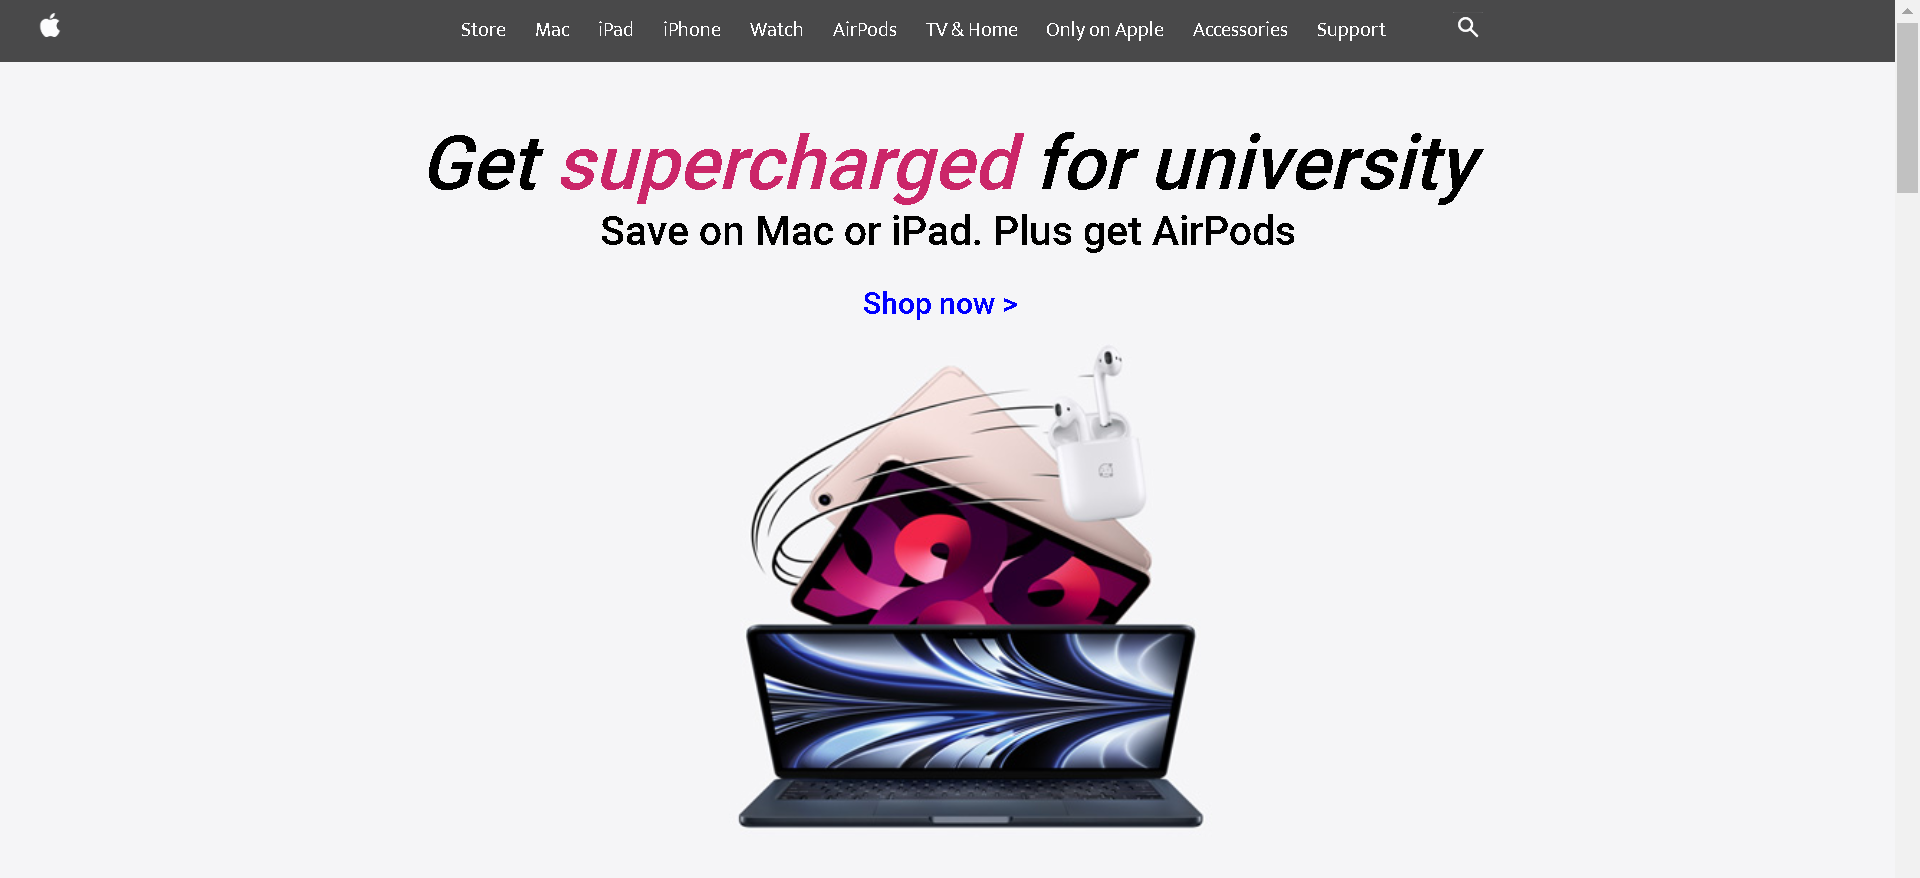 Store Mac iPad iPhone Watch AirPods TV & Home Only on Apple Accessories Support
Get supercharged for university
Save on Mac or iPad. Plus get AirPods
Shop now >